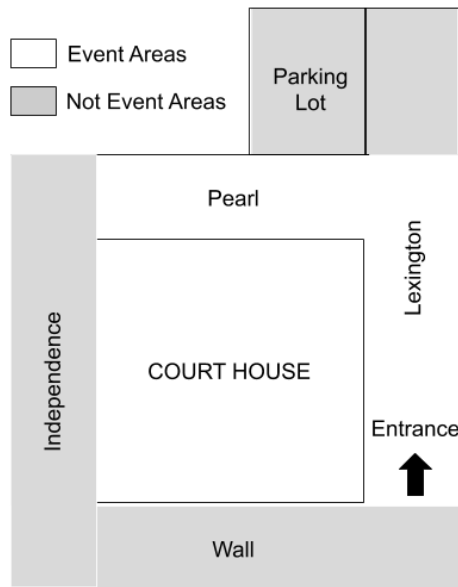 Event Areas
Not Event Areas
Parking
Lot
Pearl
Lexington
Independence
COURT HOUSE
Entrance
Wall